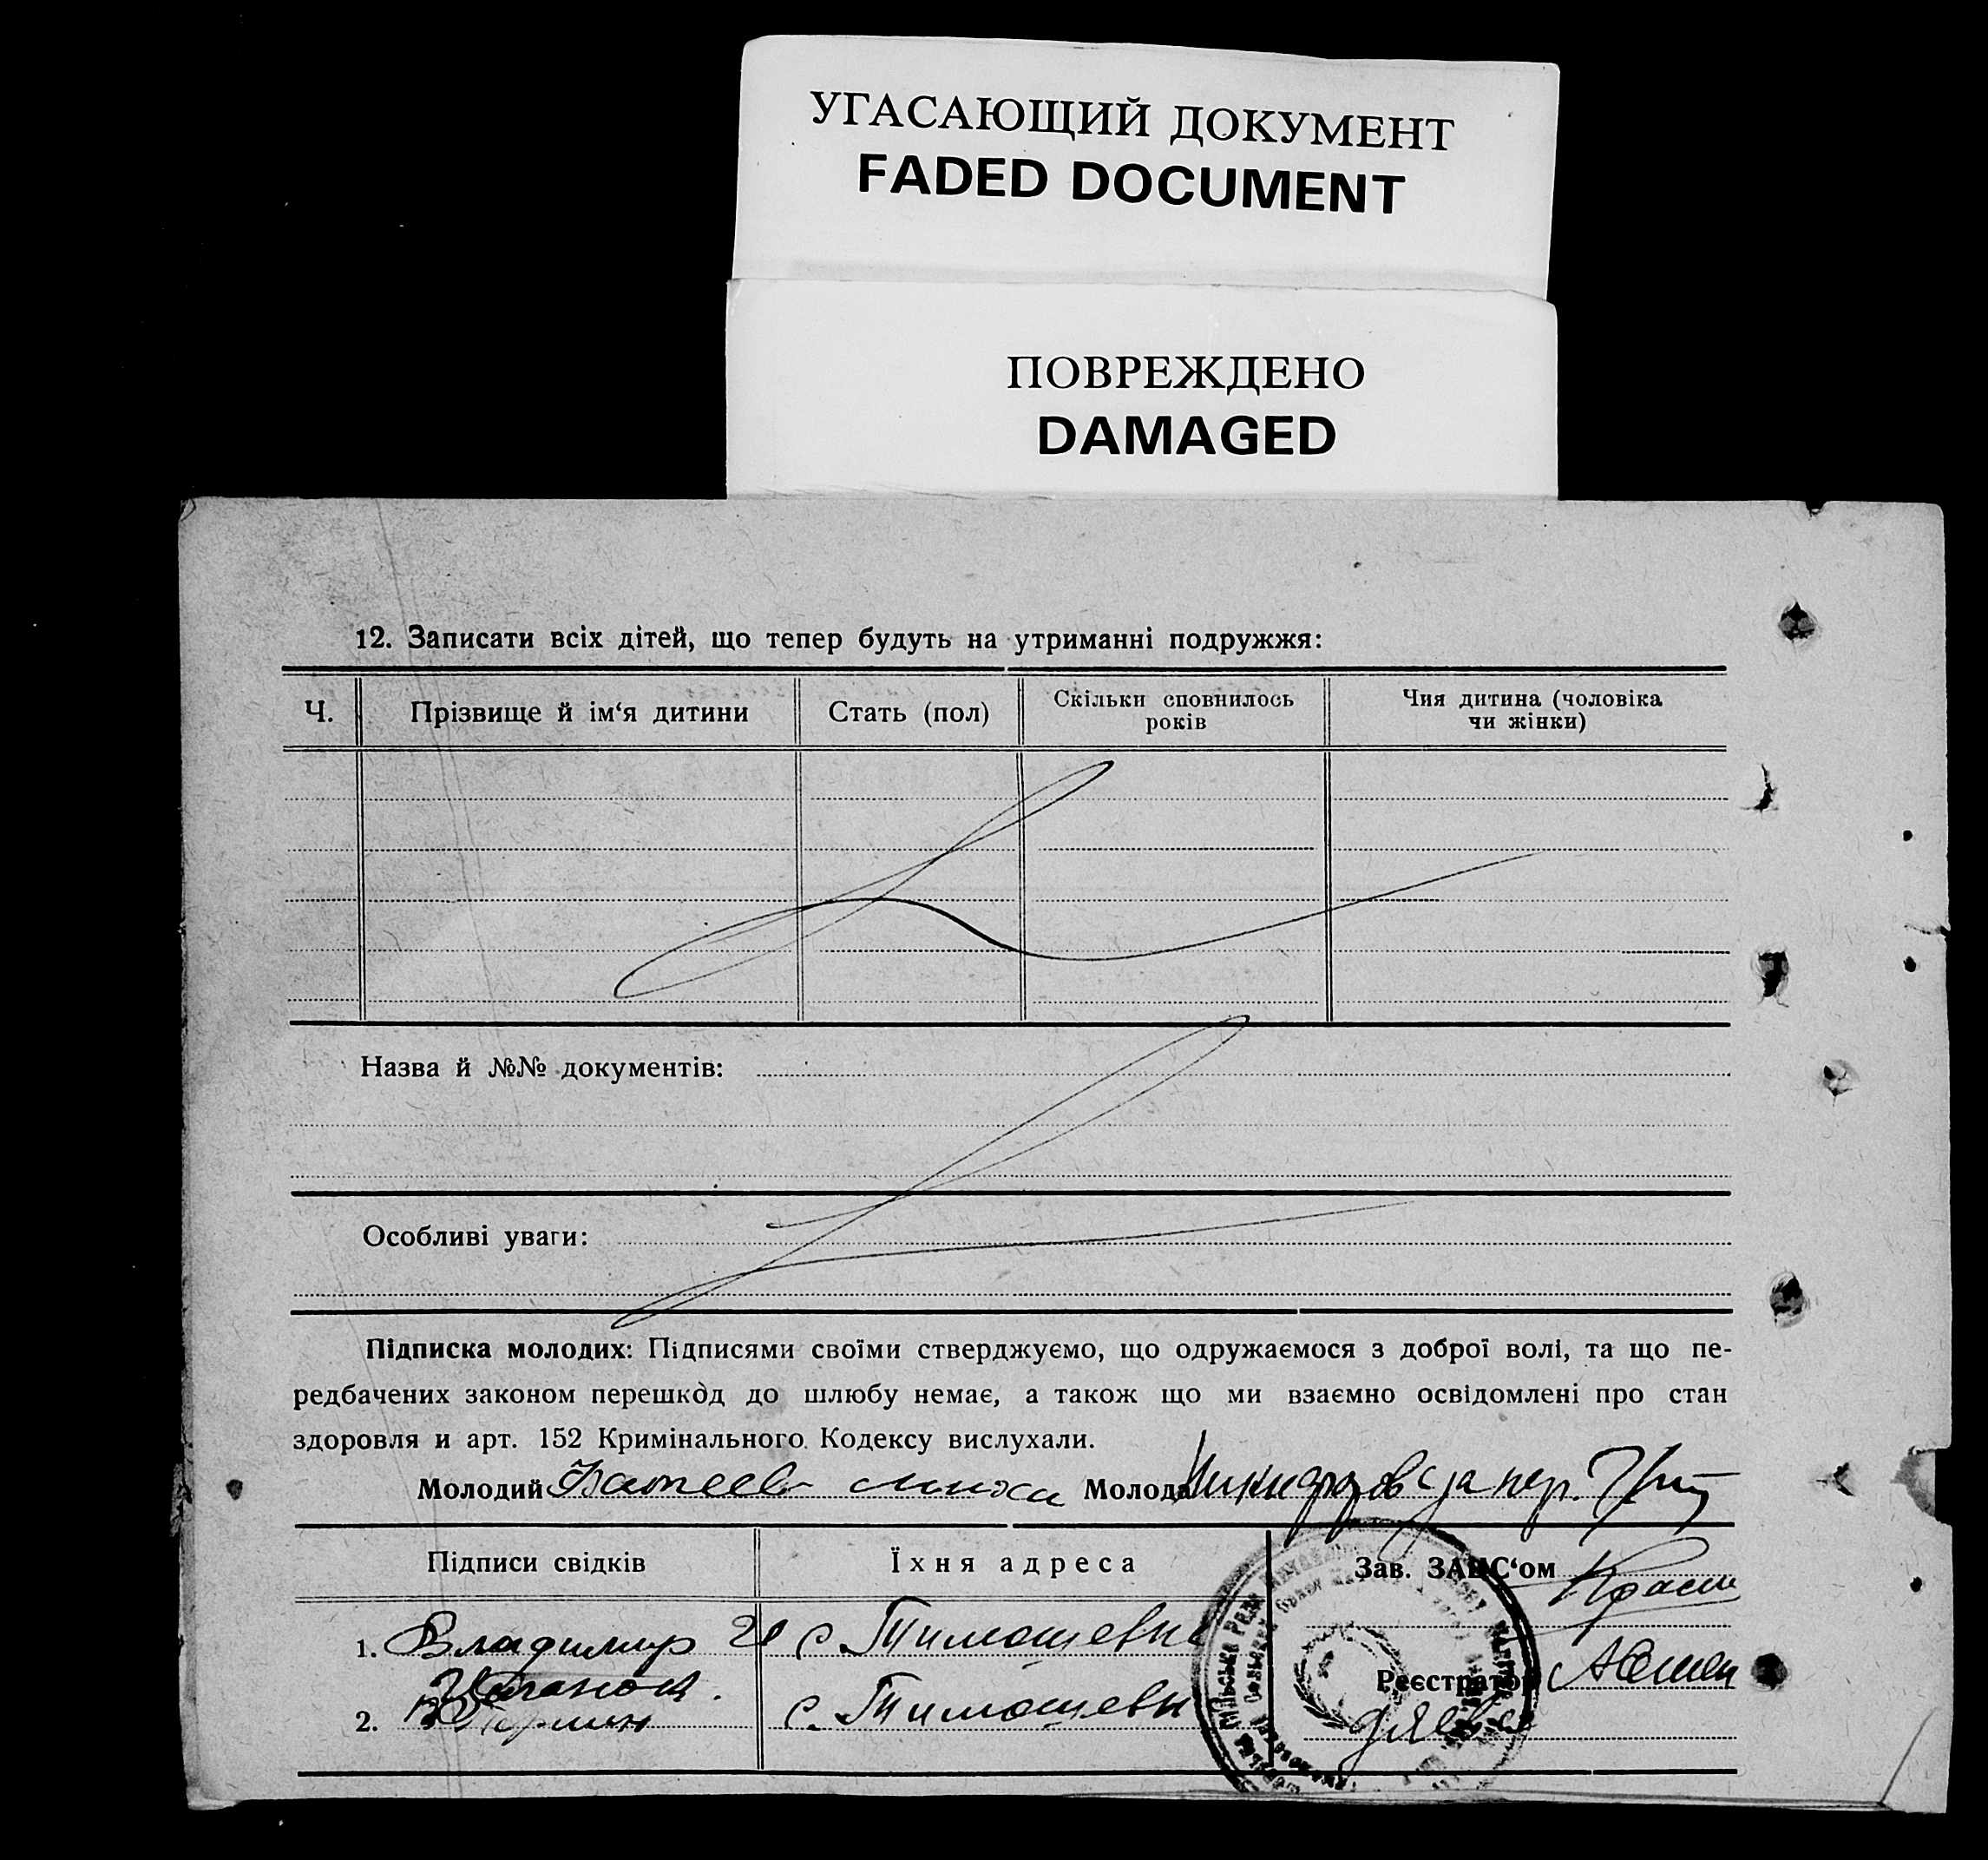 УГАСАЮЩИЙ ДОКУМЕНТ
FADED DOCUMENT
ПОВРЕЖДЕНО
DAMAGED
12. Записати всіх дітей, що тепер будуть на утриманні подружжя:
Ч. Прізвище й ім‘я дитини Стать (пол) Скільки сповнилось років Чия дитина (чоловіка чи жінки)
Назва й №№ документів:
Особливі уваги:
Підписка молодих: Підписями своїми стверджуємо, що одружаємося з доброї волі, та що пе-
редбачених законом перешкод до шлюбу немає, а також що ми взаємно освідомлені про стан
здоровля и арт. 152 Кримінального Кодексу вислухали.
Молодий Молода
Підписи свідків Їхня адреса Зав. ЗАГС‘ом
1. Владимир с Тимошевк
Реєстратор
2. с. Тимошевк